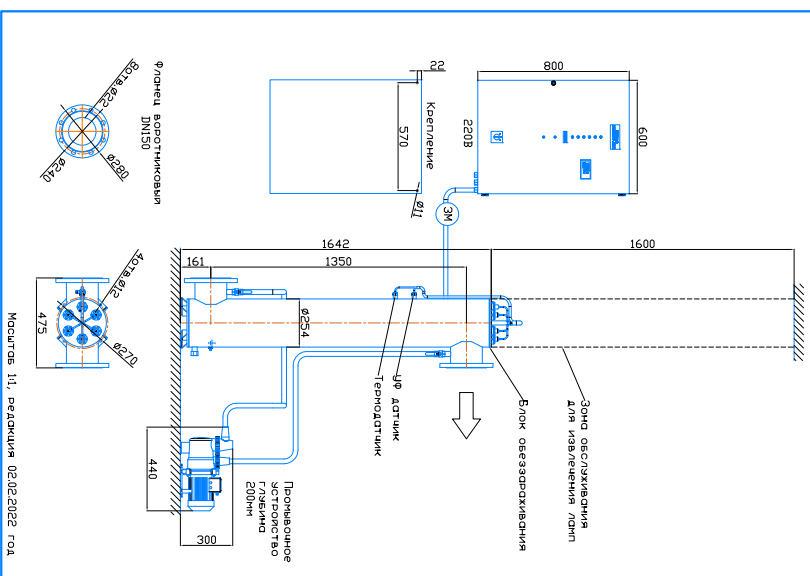 800
600
220В
22
Крепление
570
Ø11
8отв.Ø22
Ø280
Ø240
Фланец воротниковый
DN150
3М
1642
1600
1350
161
Ø254
УФ датчик
Термодатчик
Блок обеззараживания
Зона обслуживания
для извлечения ламп
4отв.Ø12
Ø270
475
440
300
Промывочное
устройство
глубина
200мм
Масштаб 1:1, редакция 02.02.2022 год